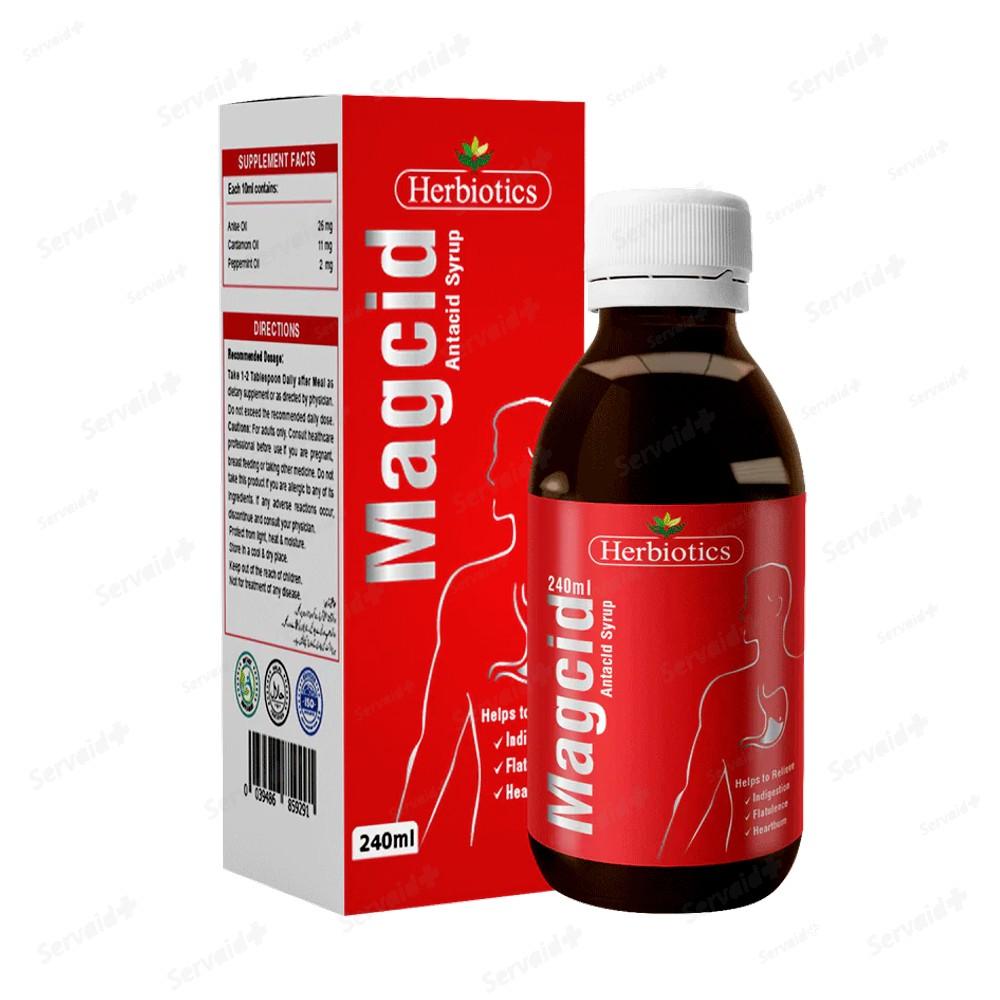 SUPPLEMENT FACTS
Each 10ml contains:
Anise Oil 26 mg
Cardamom Oil 11 mg
Peppermint Oil 2 mg
DIRECTIONS
Recommended Dosage:
Take 1-2 Tablespoon Daily after Meal as
dietary supplement or as directed by physician.
Do not exceed the recommended daily dose.
Cautions: For adults only. Consult healthcare
professional before use if you are pregnant,
breast feeding or taking other medicine. Do not
take this product if you are allergic to any of its
ingredients. If any adverse reactions occur,
discontinue and consult your physician.
Protect from light, heat & moisture.
Store in a cool & dry place.
Keep out of the reach of children.
Not for treatment of any disease.
ISO
0 039486 859291
Herbiotics
Magcid
Antacid Syrup
Helps to
✓ Indi
✓ Flat
✓ Hea
240ml
Herbiotics
240ml
Magcid
Antacid Syrup
Helps to Relieve
✓ Indigestion
✓ Flatulence
✓ Heartburn
Servaid